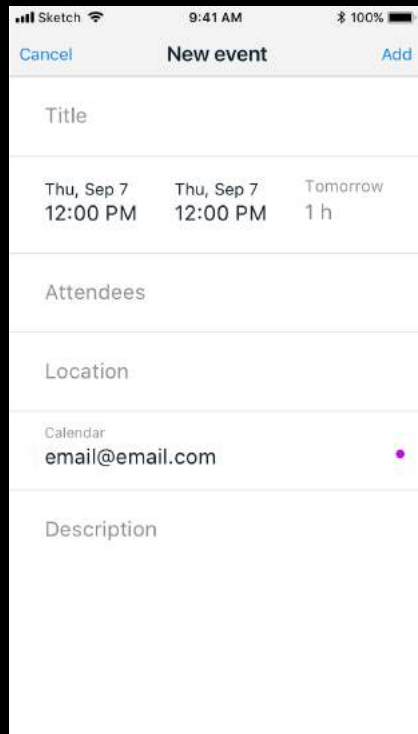 Sketch 9:41 AM 100%
Cancel New event Add
Title
Thu, Sep 7 Thu, Sep 7 Tomorrow
12:00 PM 12:00 PM 1 h
Attendees
Location
Calendar
email@email.com
Description